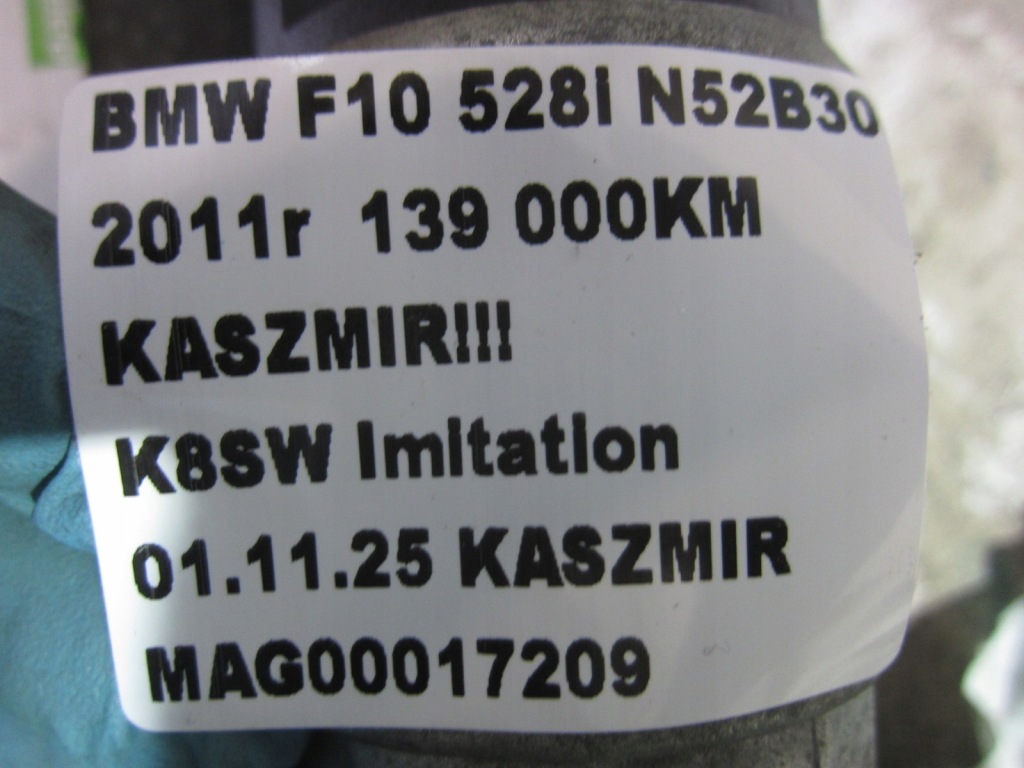 BMW F10 528i N52B30
2011r 139 000KM
KASZMIR!!!
K8SW Imitation
01.11.25 KASZMIR
MAG00017209